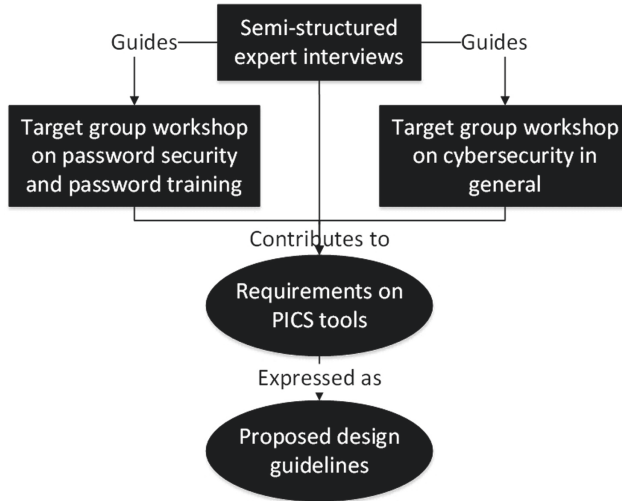 Semi-structured
expert interviews
Guides
Guides
Target group workshop
on password security
and password training
Target group workshop
on cybersecurity in
general
Contributes to
Requirements on
PICS tools
Expressed as
Proposed design
guidelines